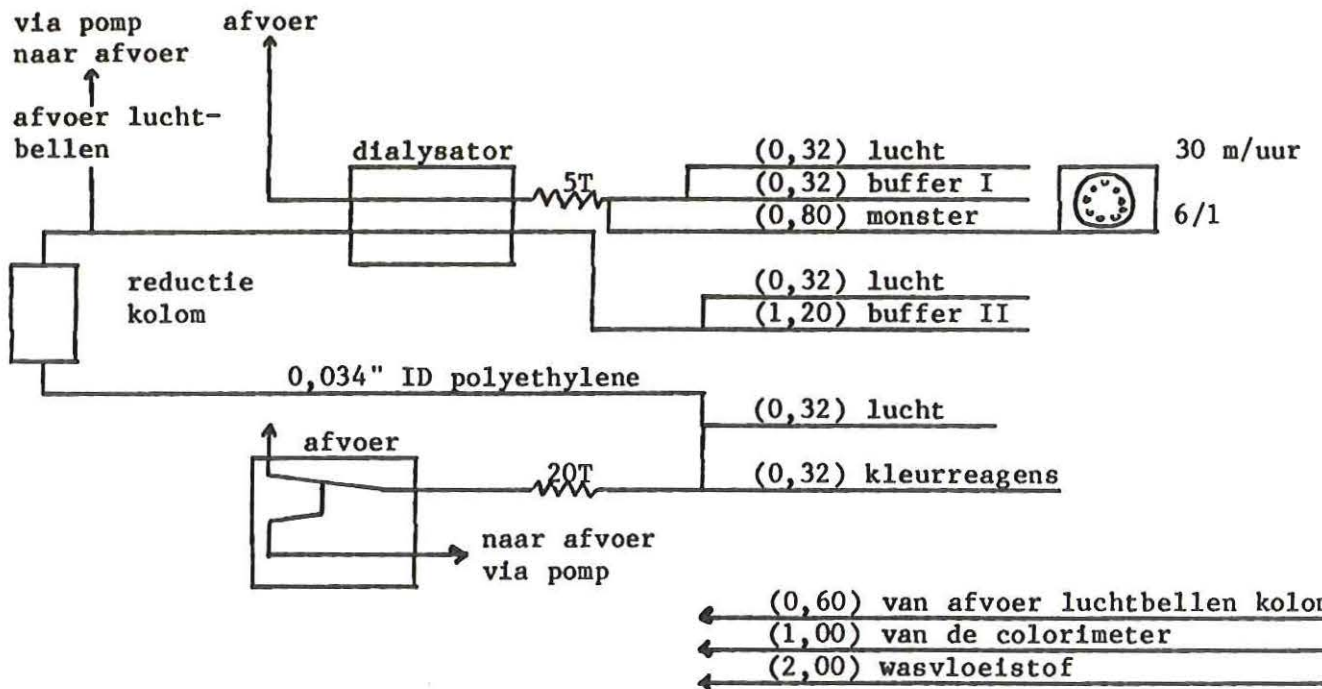 via pomp
naar afvoer
afvoer
afvoer lucht-
bellen
dialysator
5T
(0,32) lucht
(0,32) buffer I
(0,80) monster
30 m/uur
6/1
reductie
kolom
(0,32) lucht
(1,20) buffer II
0,034" ID polyethylene
(0,32) lucht
afvoer
20T
(0,32) kleurreagens
naar afvoer
via pomp
(0,60) van afvoer luchtbellen kolom
(1,00) van de colorimeter
(2,00) wasvloeistof